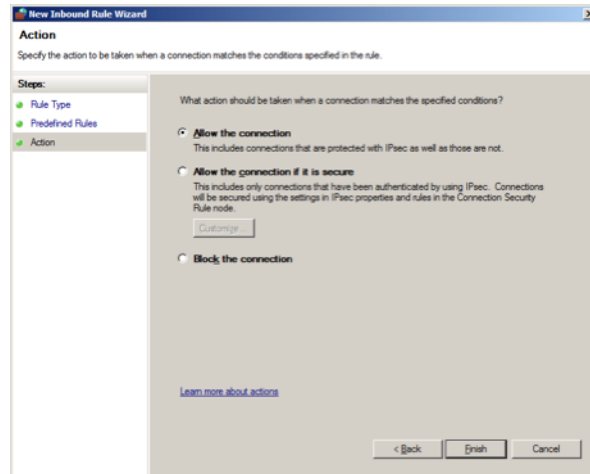 New Inbound Rule Wizard
Action
Specify the action to be taken when a connection matches the conditions specified in the rule.
Steps:
Rule Type
Predefined Rules
Action
What action should be taken when a connection matches the specified conditions?
Allow the connection
This includes connections that are protected with IPsec as well as those are not.
Allow the connection if it is secure
This includes only connections that have been authenticated by using IPsec. Connections
will be secured using the settings in IPsec properties and rules in the Connection Security
Rule node.
Customize...
Block the connection
Learn more about actions
< Back
Finish
Cancel